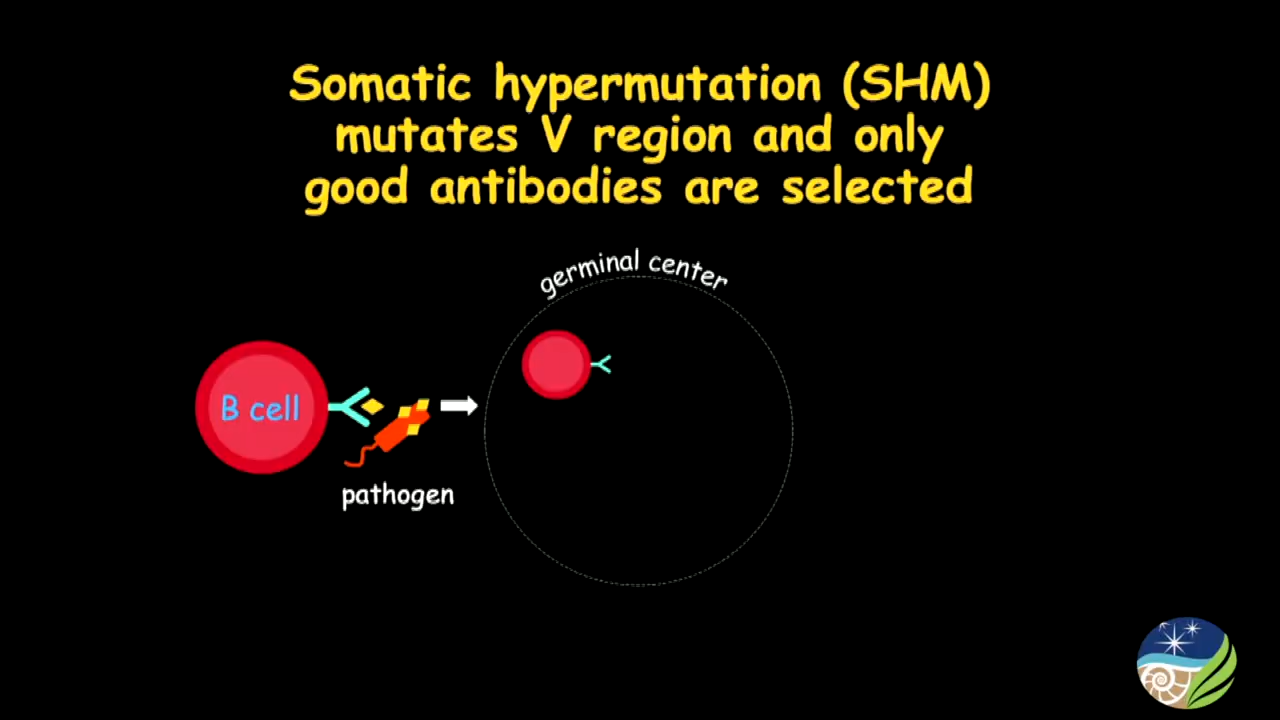 Somatic hypermutation (SHM)
mutates V region and only
good antibodies are selected
germinal center
B cell
pathogen